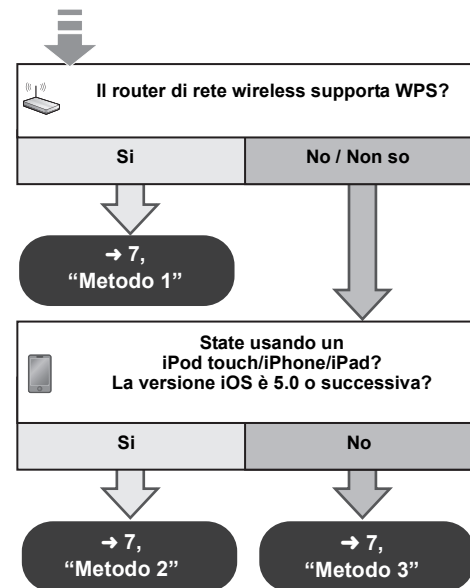 Il router di rete wireless supporta WPS?
Si
No / Non so
➔ 7,
“Metodo 1”
State usando un
iPod touch/iPhone/iPad?
La versione iOS è 5.0 o successiva?
Si
No
➔ 7,
“Metodo 2”
➔ 7,
“Metodo 3”